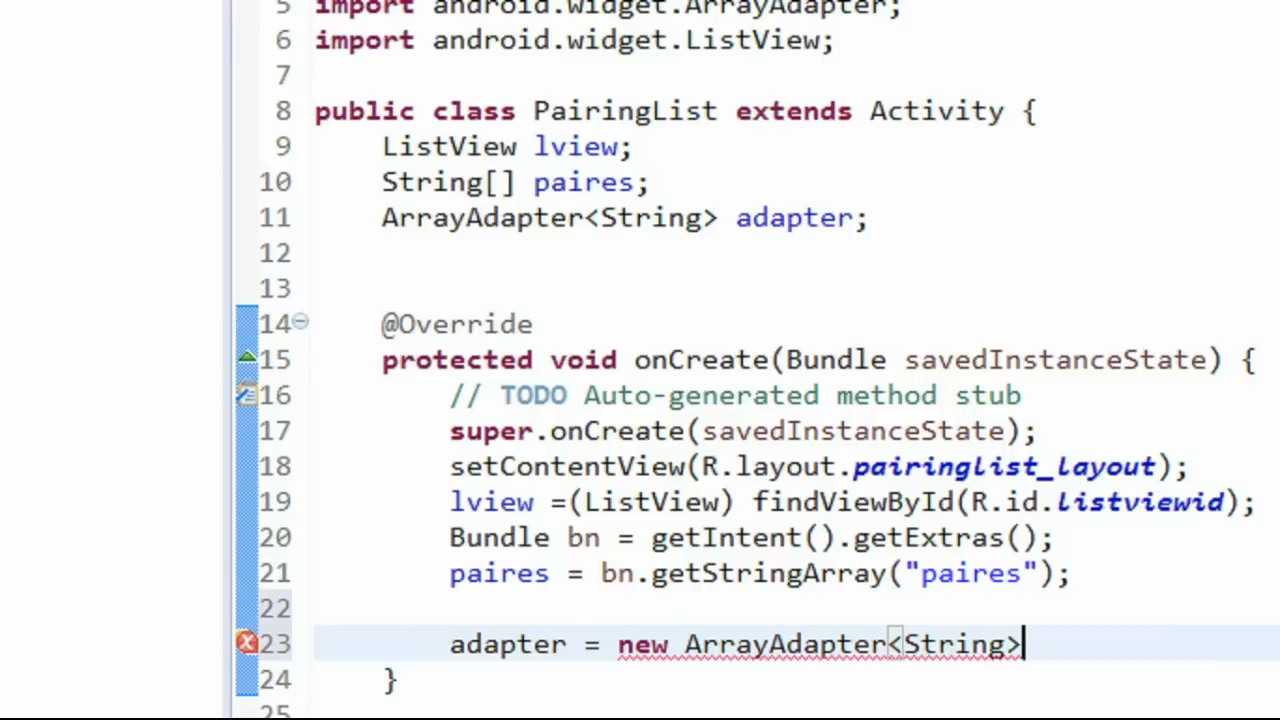 5 import android.widget.ArrayAdapter;
6 import android.widget.ListView;
7
8 public class PairingList extends Activity {
9 ListView lview;
10 String[] paires;
11 ArrayAdapter<String> adapter;
12
13
14 @Override
15 protected void onCreate(Bundle savedInstanceState) {
16 // TODO Auto-generated method stub
17 super.onCreate(savedInstanceState);
18 setContentView(R.layout.pairinglist_layout);
19 lview =(ListView) findViewById(R.id.listviewid);
20 Bundle bn = getIntent().getExtras();
21 paires = bn.getStringArray("paires");
22
23 adapter = new ArrayAdapter<String>
24 }
25